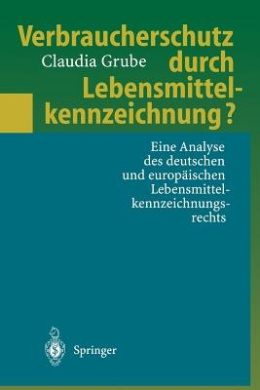 Verbraucherschutz
Claudia Grube durch
Lebensmittel-
kennzeichnung?
Eine Analyse
des deutschen
und europäischen
Lebensmittel-
kennzeichnungs-
rechts
Springer